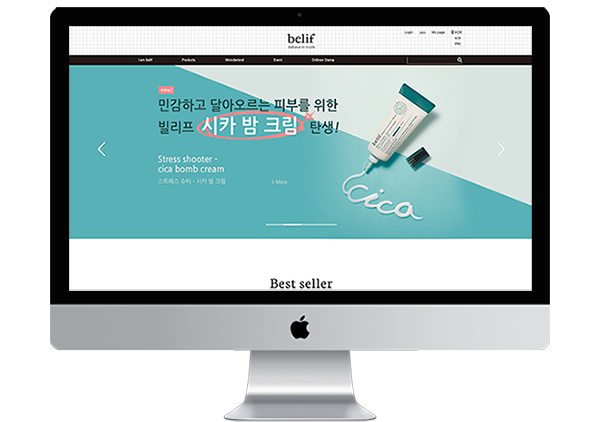 belif
believe in truth
Login Join My page KOR
KOR
ENG
I am belif Products Wonderland Event Online Stamp
new!
민감하고 달아오르는 피부를 위한
빌리프 시카 밤 크림 탄생!
Stress shooter -
cica bomb cream
스트레스 슈터 - 시카 밤 크림
> More
belif
cica
Best seller